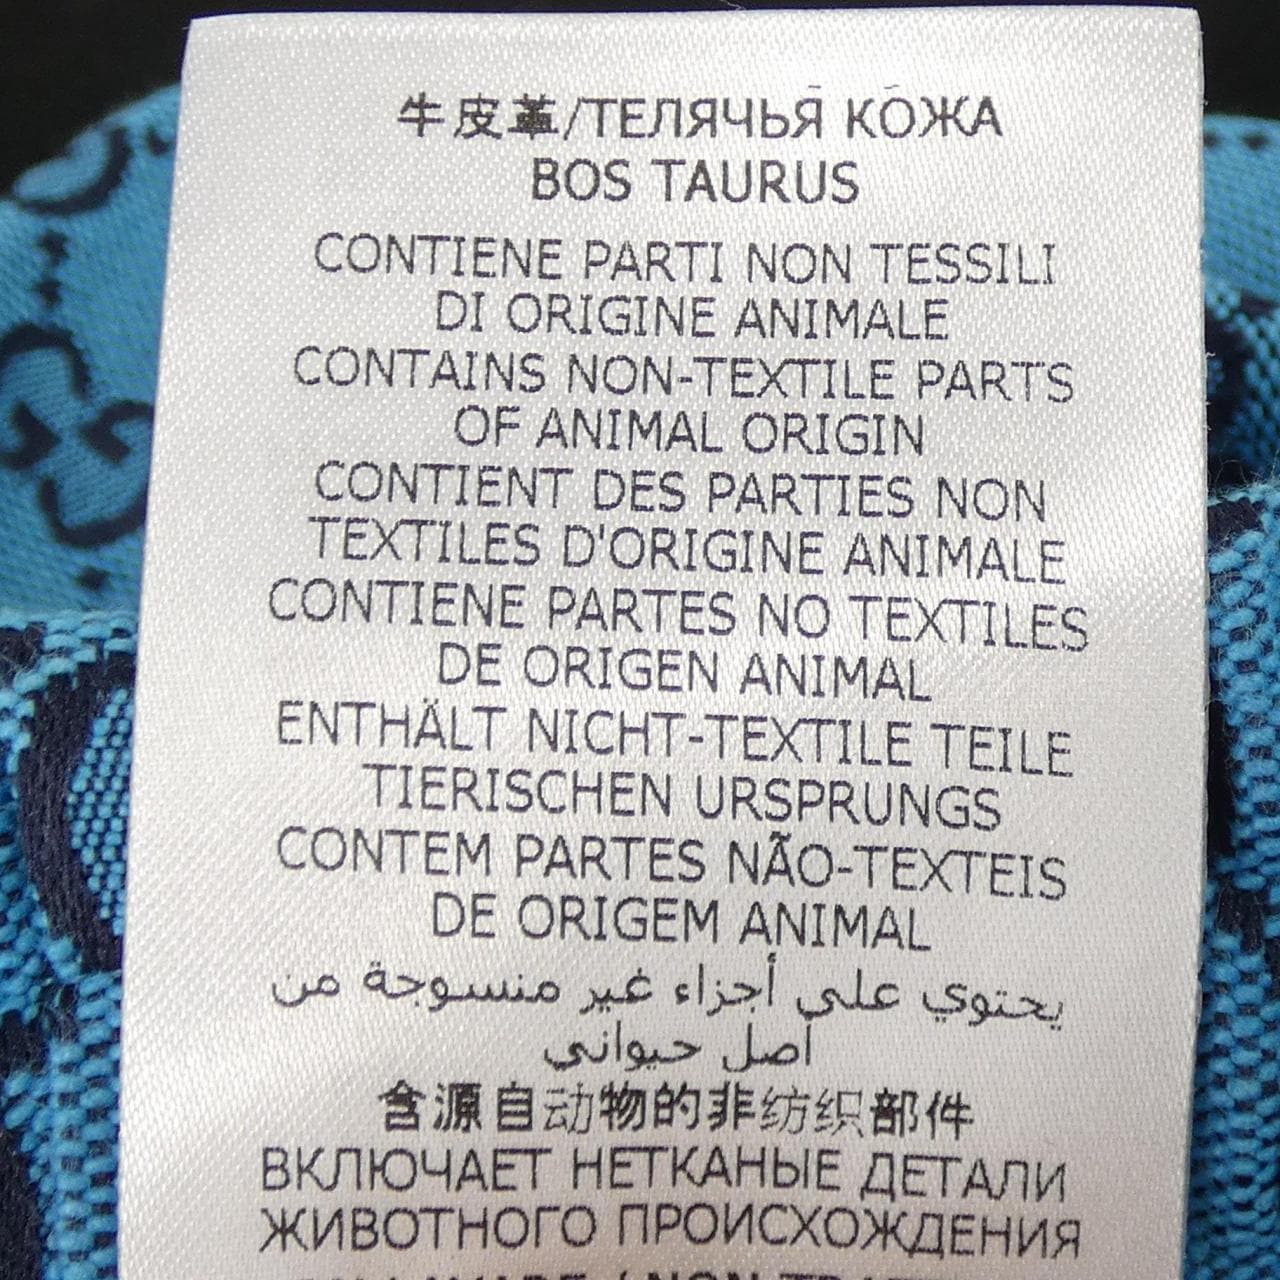 牛皮革/ТЕЛЯЧЬЯ КОЖА
BOS TAURUS
CONTIENE PARTI NON TESSILI
DI ORIGINE ANIMALE
CONTAINS NON-TEXTILE PARTS
OF ANIMAL ORIGIN
CONTIENT DES PARTIES NON
TEXTILES D'ORIGINE ANIMALE
CONTIENE PARTES NO TEXTILES
DE ORIGEN ANIMAL
ENTHÄLT NICHT-TEXTILE TEILE
TIERISCHEN URSPRUNGS
CONTEM PARTES NÃO-TEXTEIS
DE ORIGEM ANIMAL
يحتوي على أجزاء غير منسوجة من
أصل حيواني
含源自动物的非纺织部件
ВКЛЮЧАЕТ НЕТКАНЫЕ ДЕТАЛИ
ЖИВОТНОГО ПРОИСХОЖДЕНИЯ